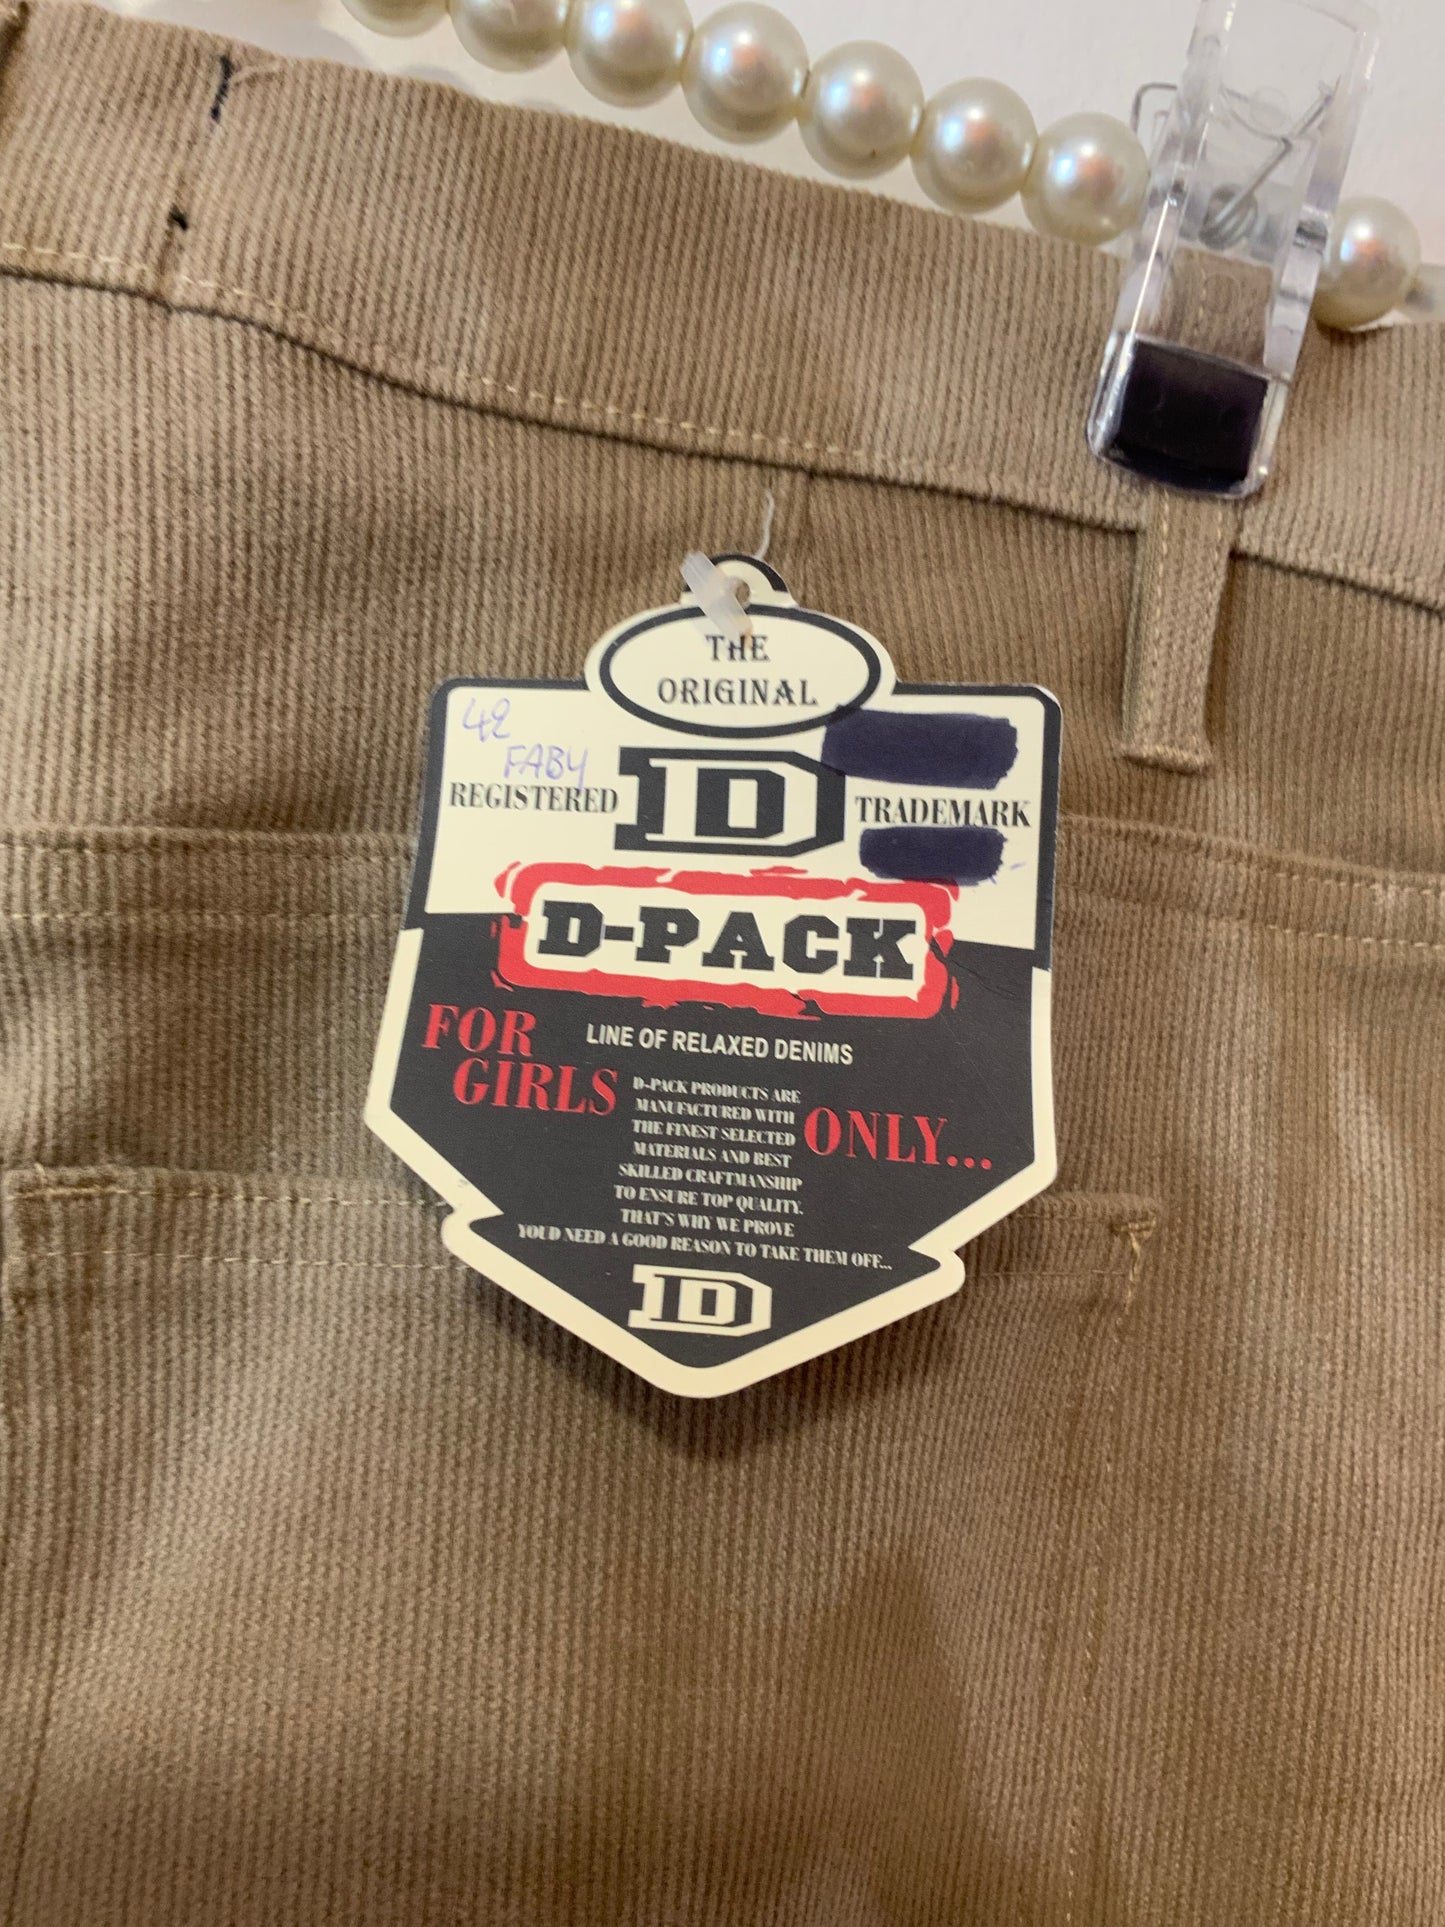 THE
ORIGINAL
42
FABY
REGISTERED D TRADEMARK
D-PACK
LINE OF RELAXED DENIMS
FOR
GIRLS
ONLY...
D-PACK PRODUCTS ARE
MANUFACTURED WITH
THE FINEST SELECTED
MATERIALS AND BEST
SKILLED CRAFTMANSHIP
TO ENSURE TOP QUALITY.
THAT'S WHY WE PROVE
YOUD NEED A GOOD REASON TO TAKE THEM OFF...
D